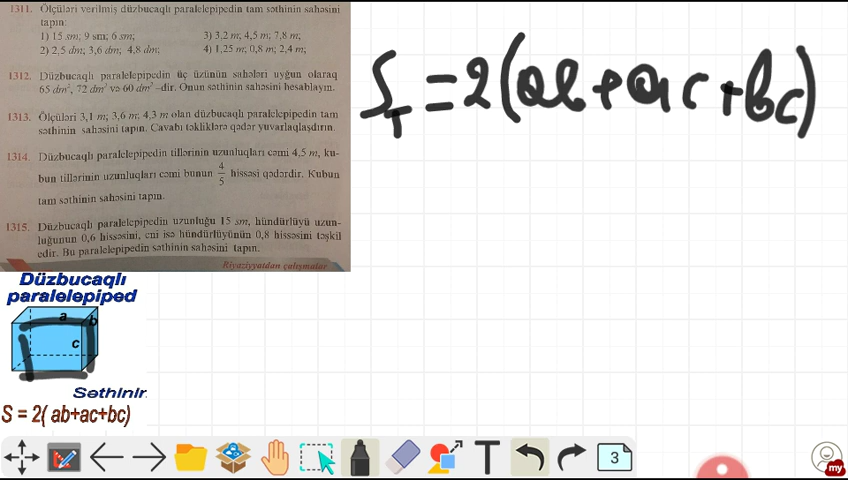 1311. Ölçüləri verilmiş düzbucaqlı paralelepipedin tam səthinin sahəsini
tapın:
1) 15 sm; 9 sm; 6 sm; 3) 3,2 m; 4,5 m; 7,8 m;
2) 2,5 dm; 3,6 dm; 4,8 dm; 4) 1,25 m; 0,8 m; 2,4 m;
1312. Düzbucaqlı paralelepipedin üç üzünün sahələri uyğun olaraq
65 dm², 72 dm² və 60 dm² –dir. Onun səthinin sahəsini hesablayın.
1313. Ölçüləri 3,1 m; 3,6 m; 4,3 m olan düzbucaqlı paralelepipedin tam
səthinin sahəsini tapın. Cavabı təkliklərə qədər yuvarlaqlaşdırın.
1314. Düzbucaqlı paralelepipedin tillərinin uzunluqları cəmi 4,5 m, ku-
bun tillərinin uzunluqları cəmi bunun 4/5 hissəsi qədərdir. Kubun
tam səthinin sahəsini tapın.
1315. Düzbucaqlı paralelepipedin uzunluğu 15 sm, hündürlüyü uzun-
luğunun 0,6 hissəsini, eni isə hündürlüyünün 0,8 hissəsini təşkil
edir. Bu paralelepipedin səthinin sahəsini tapın.
Riyaziyyatdan çalışmalar
S_T = 2(ab+ac+bc)
Düzbucaqlı
paralelepiped
a
b
c
Səthinin
S = 2( ab+ac+bc)
T
3
my